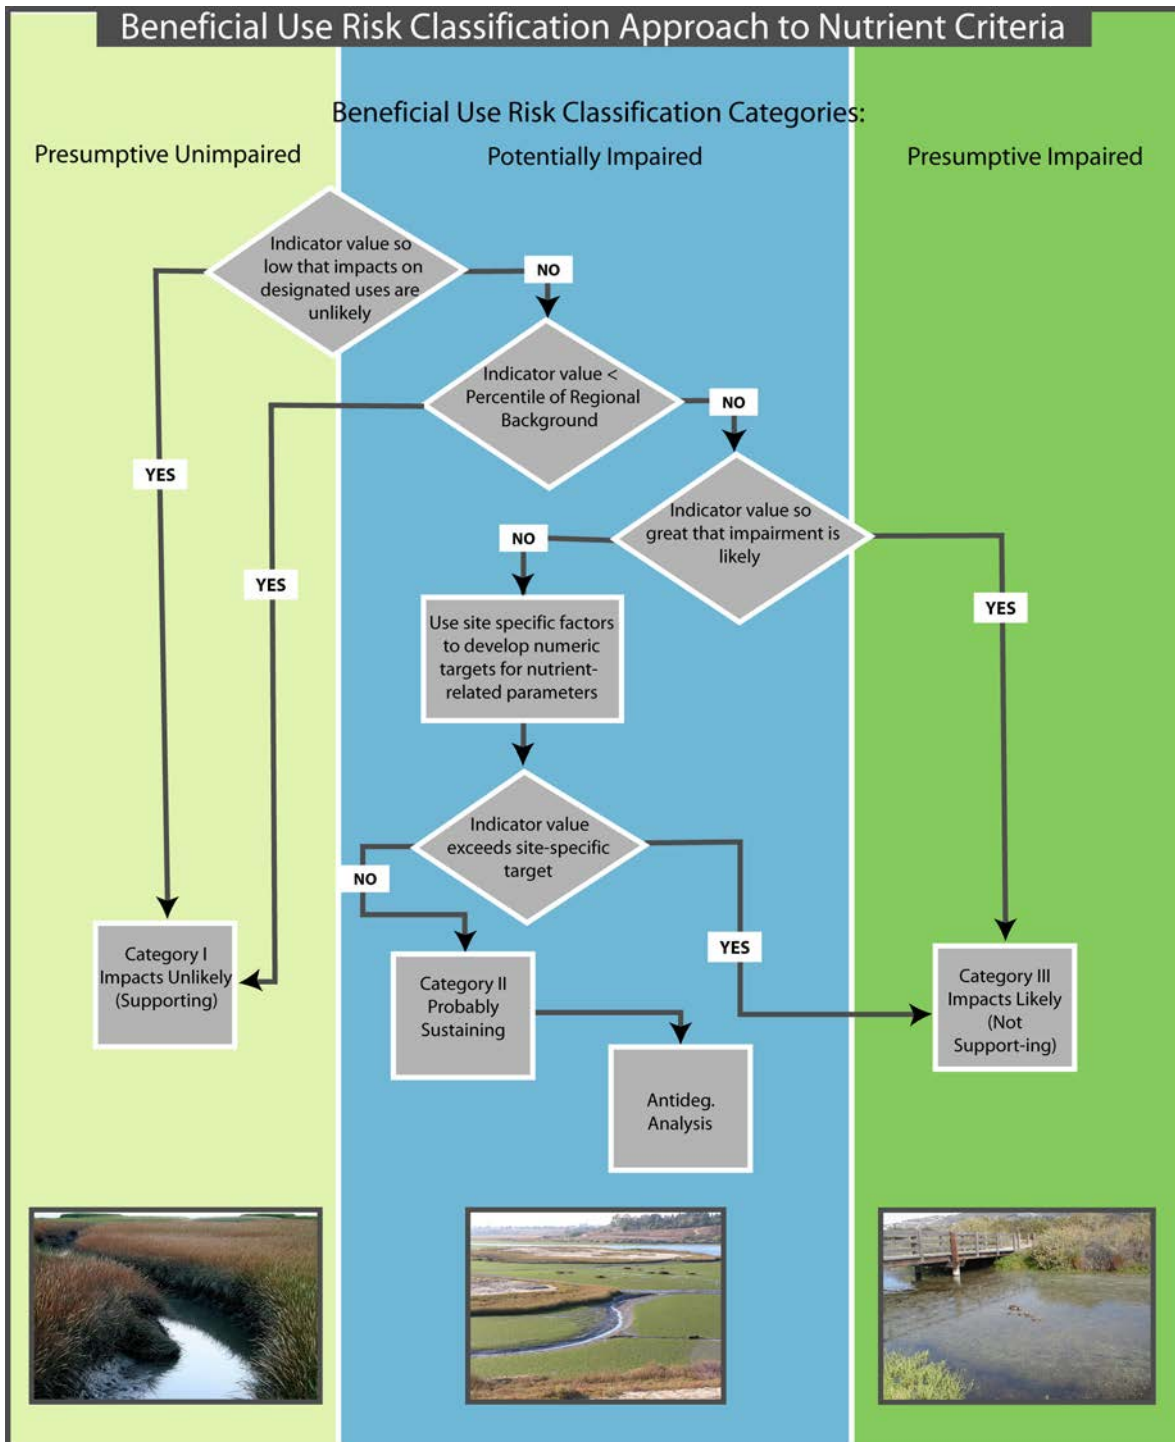 Beneficial Use Risk Classification Approach to Nutrient Criteria
Beneficial Use Risk Classification Categories:
Presumptive Unimpaired
Potentially Impaired
Presumptive Impaired
Indicator value so
low that impacts on
designated uses are
unlikely
NO
Indicator value <
Percentile of Regional
Background
NO
YES
Indicator value so
great that impairment is
likely
NO
YES
YES
Use site specific factors
to develop numeric
targets for nutrient-
related parameters
Indicator value
exceeds site-specific
target
NO
YES
Category I
Impacts Unlikely
(Supporting)
Category II
Probably
Sustaining
Category III
Impacts Likely
(Not
Support-ing)
Antideg.
Analysis